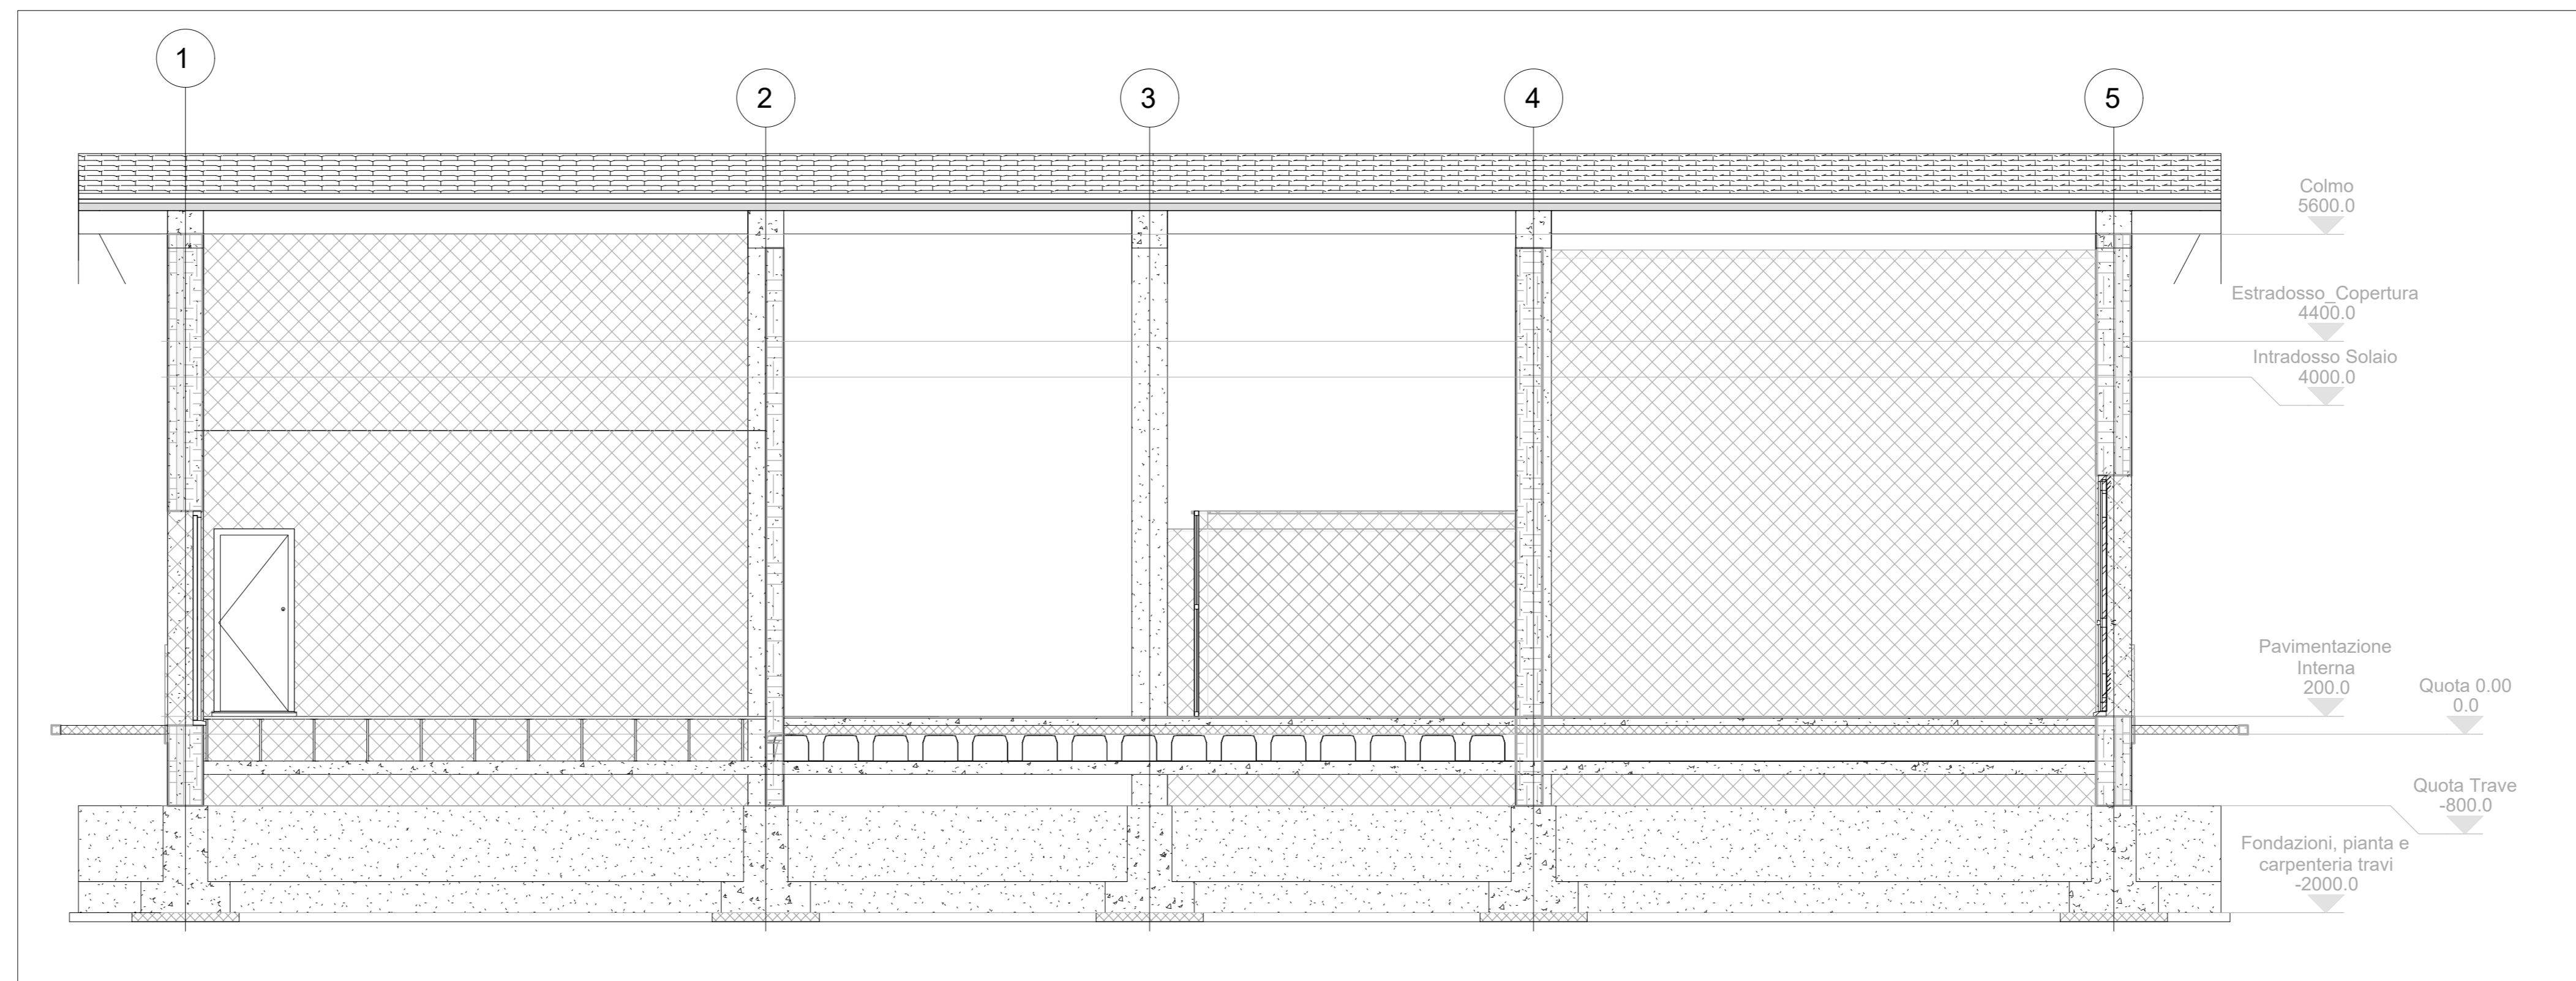 1
2
3
4
5
Colmo
5600.0
Estradosso_Copertura
4400.0
Intradosso Solaio
4000.0
Pavimentazione
Interna
200.0
Quota 0.00
0.0
Quota Trave
-800.0
Fondazioni, pianta e
carpenteria travi
-2000.0